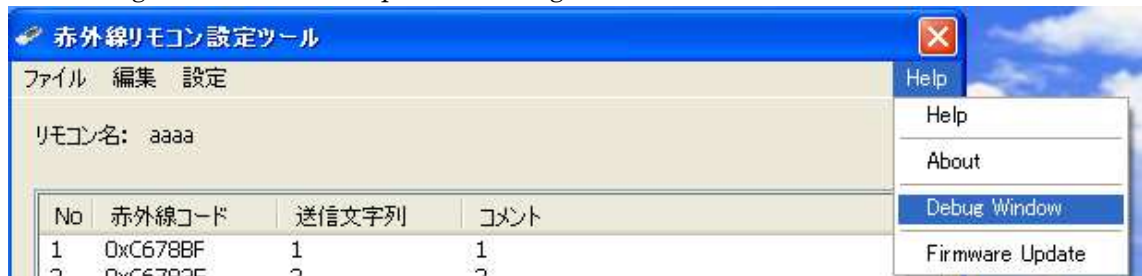 赤外線リモコン設定ツール
ファイル 編集 設定 Help
Help
リモコン名: aaaa
About
No 赤外線コード 送信文字列 コメント
Debug Window
1 0xC678BF 1 1
Firmware Update